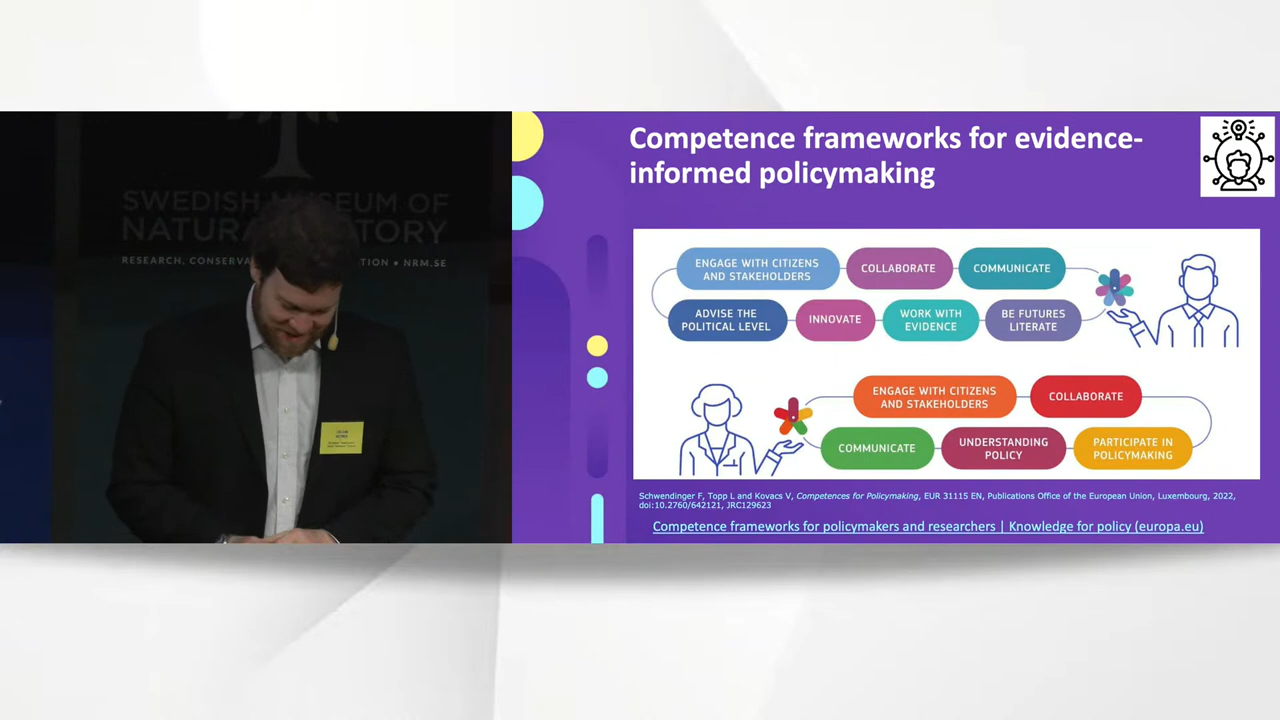 SWEDISH MUSEUM OF
NATURAL HISTORY
RESEARCH, CONSERVA TION • NRM.SE
Competence frameworks for evidence-
informed policymaking
ENGAGE WITH CITIZENS
AND STAKEHOLDERS
COLLABORATE
COMMUNICATE
ADVISE THE
POLITICAL LEVEL
INNOVATE
WORK WITH
EVIDENCE
BE FUTURES
LITERATE
ENGAGE WITH CITIZENS
AND STAKEHOLDERS
COLLABORATE
COMMUNICATE
UNDERSTANDING
POLICY
PARTICIPATE IN
POLICYMAKING
Schwendinger F, Topp L and Kovacs V, Competences for Policymaking, EUR 31115 EN, Publications Office of the European Union, Luxembourg, 2022,
doi:10.2760/642121, JRC129623
Competence frameworks for policymakers and researchers | Knowledge for policy (europa.eu)